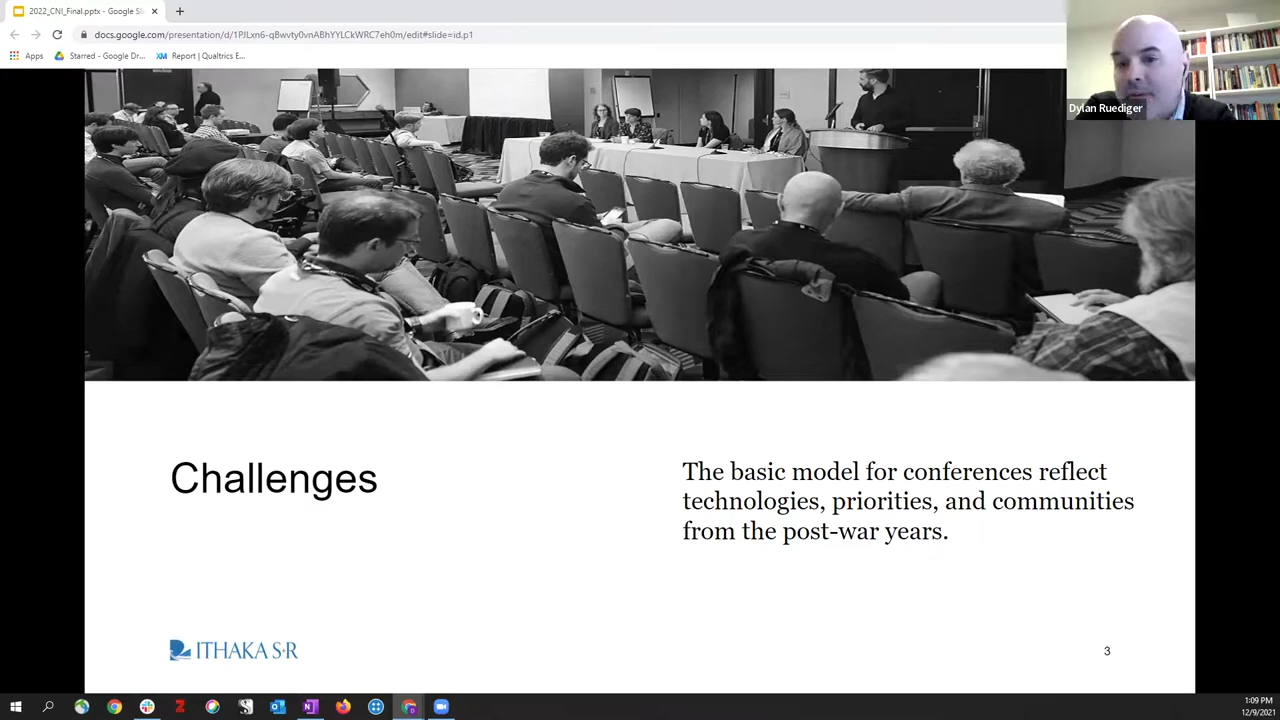 2022_CNI_Final.pptx - Google Sli
docs.google.com/presentation/d/1PJLxn6-qBwvty0vnABhYYLCkWRC7eh0m/edit#slide=id.p1
Apps
Starred - Google Dr...
Report | Qualtrics E...
Dylan Ruediger
Challenges
The basic model for conferences reflect
technologies, priorities, and communities
from the post-war years.
ITHAKA S·R
3
1:09 PM
12/9/2021